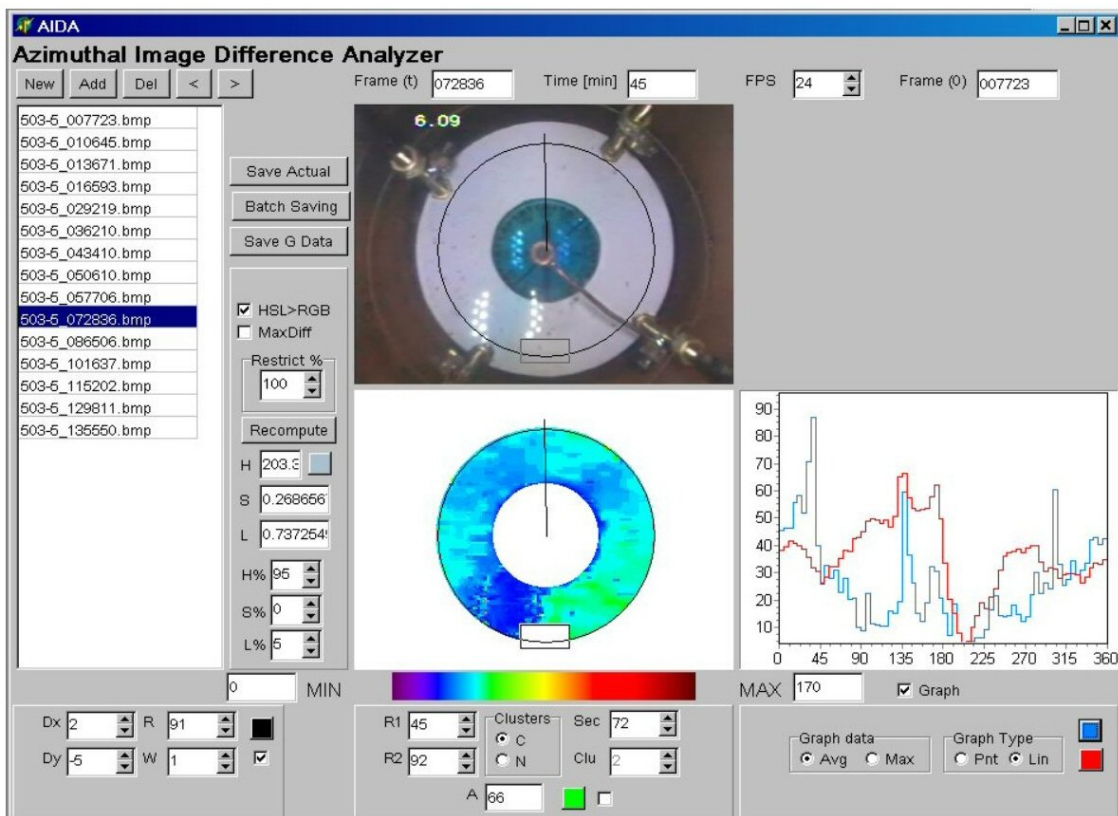 AIDA
Azimuthal Image Difference Analyzer
New Add Del < > Frame (t) 072836 Time [min] 45 FPS 24 Frame (0) 007723
503-5_007723.bmp
503-5_010645.bmp
503-5_013671.bmp
503-5_016593.bmp
503-5_029219.bmp
503-5_036210.bmp
503-5_043410.bmp
503-5_050610.bmp
503-5_057706.bmp
503-5_072836.bmp
503-5_086506.bmp
503-5_101637.bmp
503-5_115202.bmp
503-5_129811.bmp
503-5_135550.bmp
Save Actual
Batch Saving
Save G Data
HSL>RGB
MaxDiff
Restrict %
100
Recompute
H 203.3
S 0.2686567
L 0.7372549
H% 95
S% 0
L% 5
6.09
90
80
70
60
50
40
30
20
10
0 45 90 135 180 225 270 315 360
0 MIN MAX 170 Graph
Dx 2 R 91
Dy -5 W 1
R1 45 Clusters Sec 72
C
R2 92 N Clu 2
A 66
Graph data Graph Type
Avg Max Pnt Lin